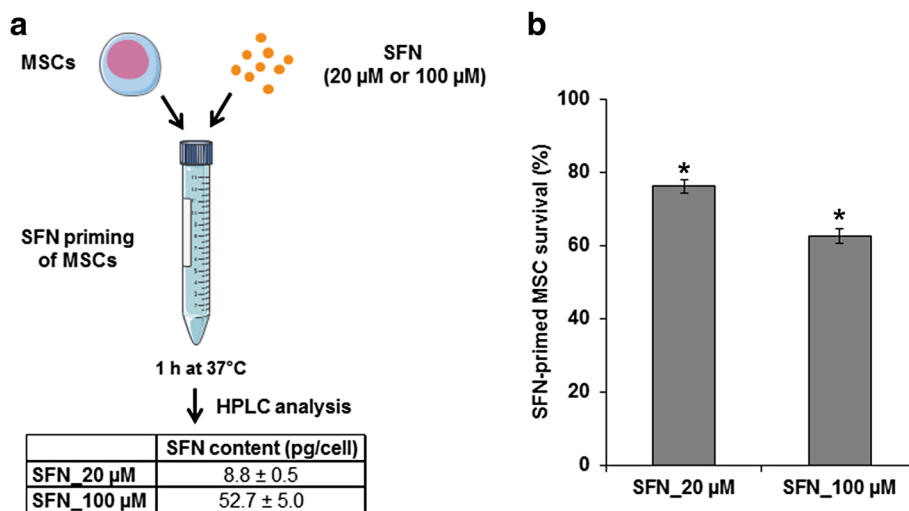 a
MSCs
SFN
(20 µM or 100 µM)
SFN priming
of MSCs
1 h at 37°C
HPLC analysis
SFN content (pg/cell)
SFN_20 µM 8.8 ± 0.5
SFN_100 µM 52.7 ± 5.0
b
SFN-primed MSC survival (%)
100
80
60
40
20
0
*
*
SFN_20 µM SFN_100 µM